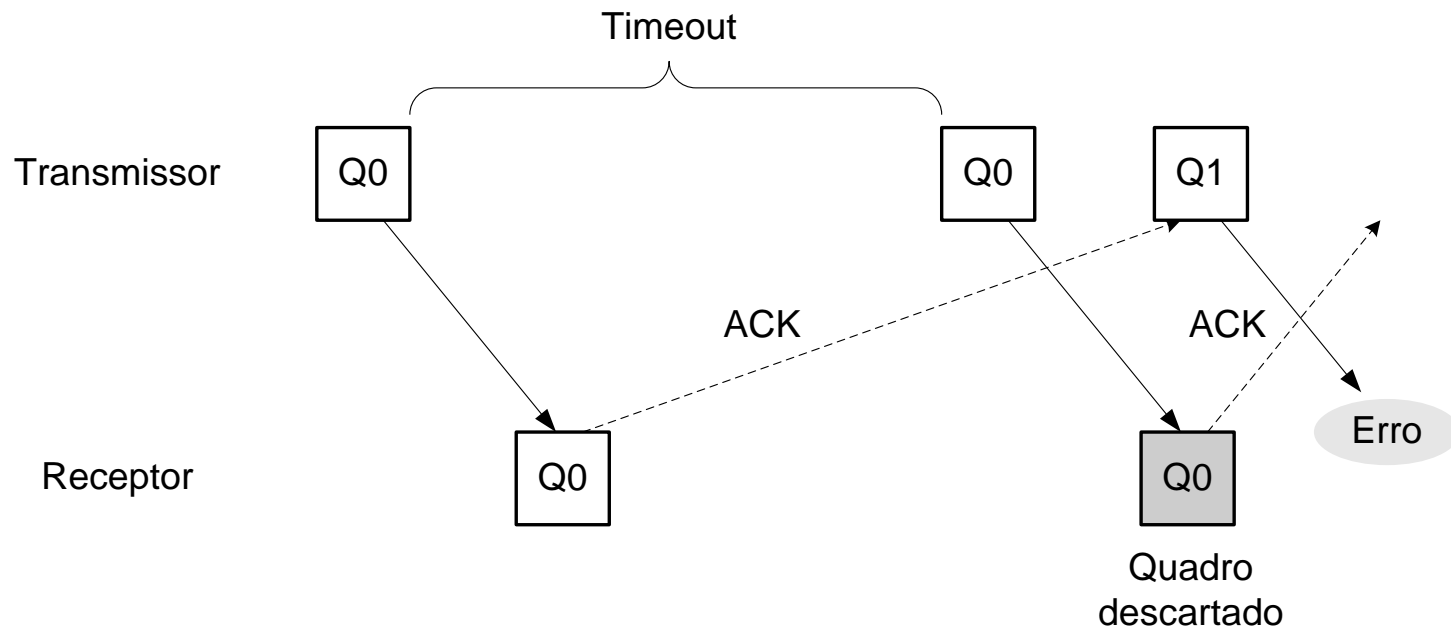 Timeout
Transmissor
Q0
Q0
Q1
ACK
ACK
Erro
Receptor
Q0
Q0
Quadro
descartado